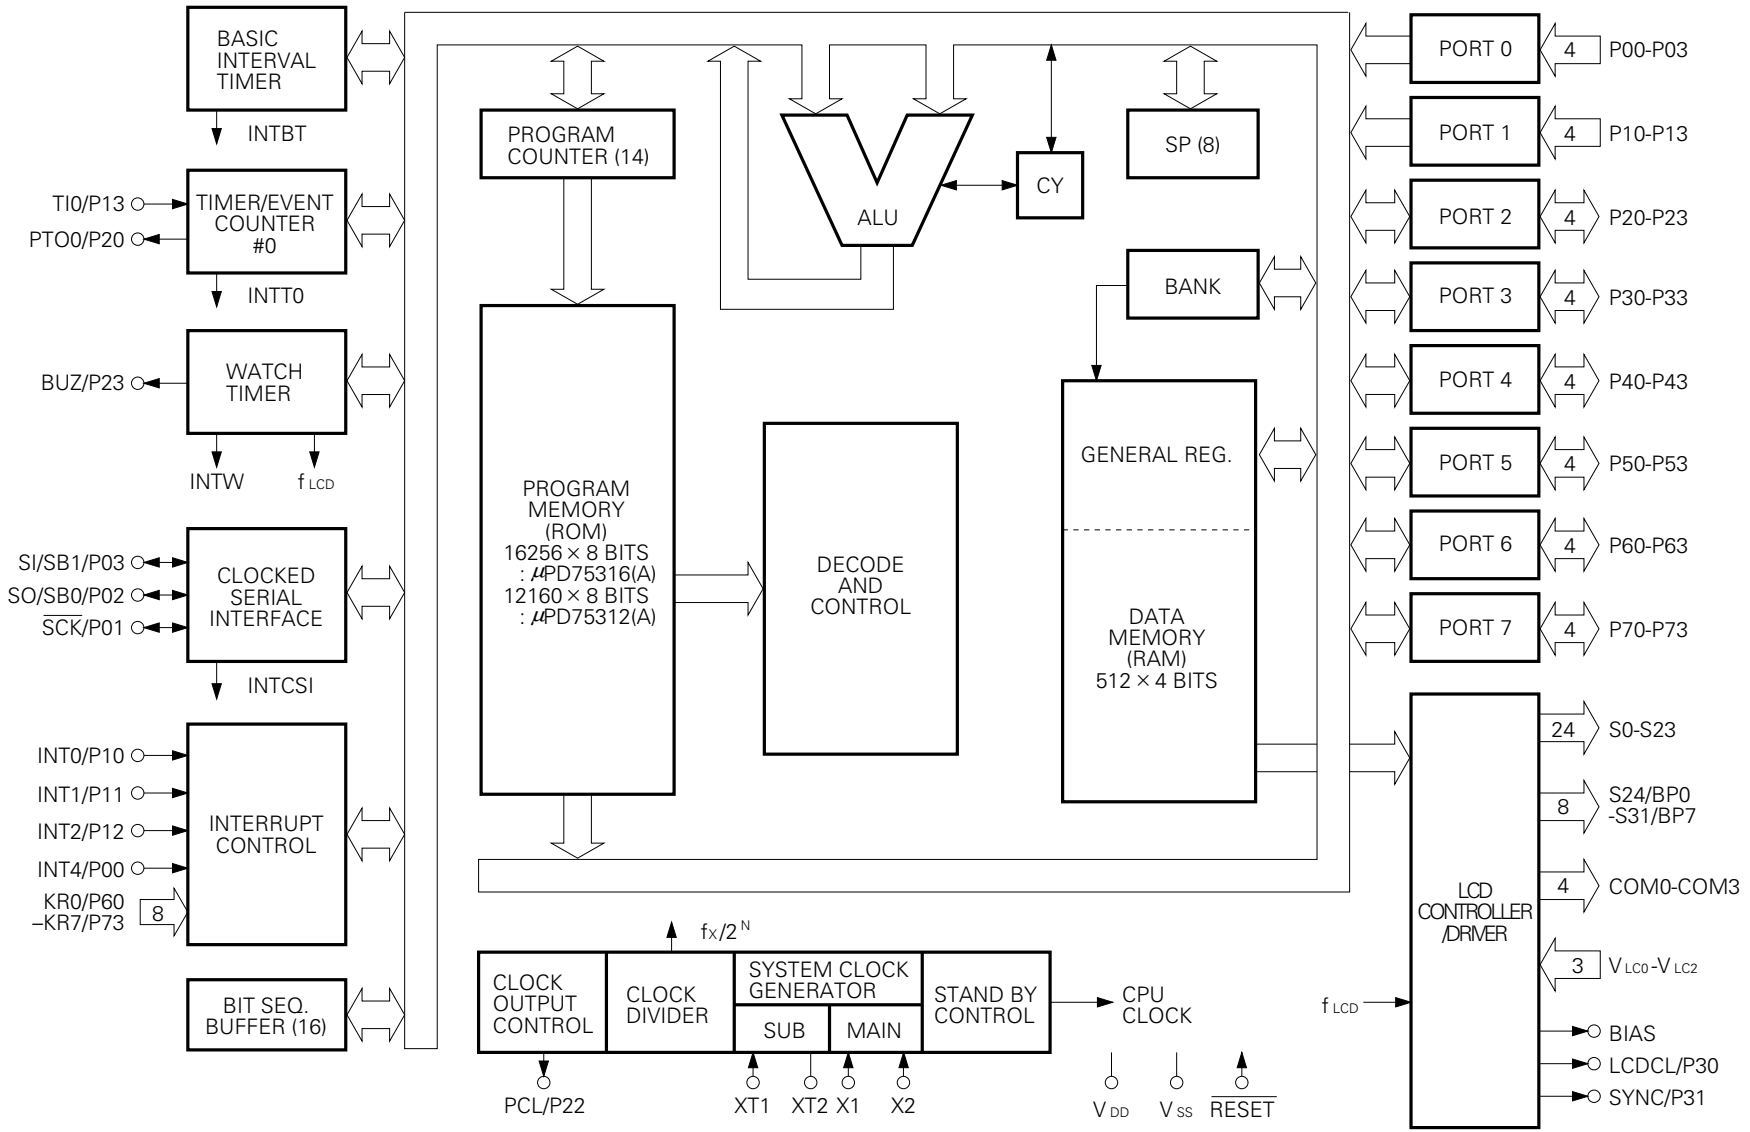 BASIC
INTERVAL
TIMER
INTBT
TI0/P13
PTO0/P20
TIMER/EVENT
COUNTER
#0
INTT0
BUZ/P23
WATCH
TIMER
INTW
f LCD
SI/SB1/P03
SO/SB0/P02
SCK/P01
CLOCKED
SERIAL
INTERFACE
INTCSI
INT0/P10
INT1/P11
INT2/P12
INT4/P00
KR0/P60
–KR7/P73
8
INTERRUPT
CONTROL
BIT SEQ.
BUFFER (16)
PROGRAM
COUNTER (14)
ALU
CY
SP (8)
BANK
PROGRAM
MEMORY
(ROM)
16256 × 8 BITS
: μPD75316(A)
12160 × 8 BITS
: μPD75312(A)
DECODE
AND
CONTROL
GENERAL REG.
DATA
MEMORY
(RAM)
512 × 4 BITS
fX/2 N
CLOCK
OUTPUT
CONTROL
CLOCK
DIVIDER
SYSTEM CLOCK
GENERATOR
SUB
MAIN
STAND BY
CONTROL
CPU
CLOCK
PCL/P22
XT1
XT2
X1
X2
V DD
V SS
RESET
PORT 0
4
P00-P03
PORT 1
4
P10-P13
PORT 2
4
P20-P23
PORT 3
4
P30-P33
PORT 4
4
P40-P43
PORT 5
4
P50-P53
PORT 6
4
P60-P63
PORT 7
4
P70-P73
LCD
CONTROLLER
/DRIVER
24
S0-S23
8
S24/BP0
-S31/BP7
4
COM0-COM3
3
V LC0-V LC2
f LCD
BIAS
LCDCL/P30
SYNC/P31